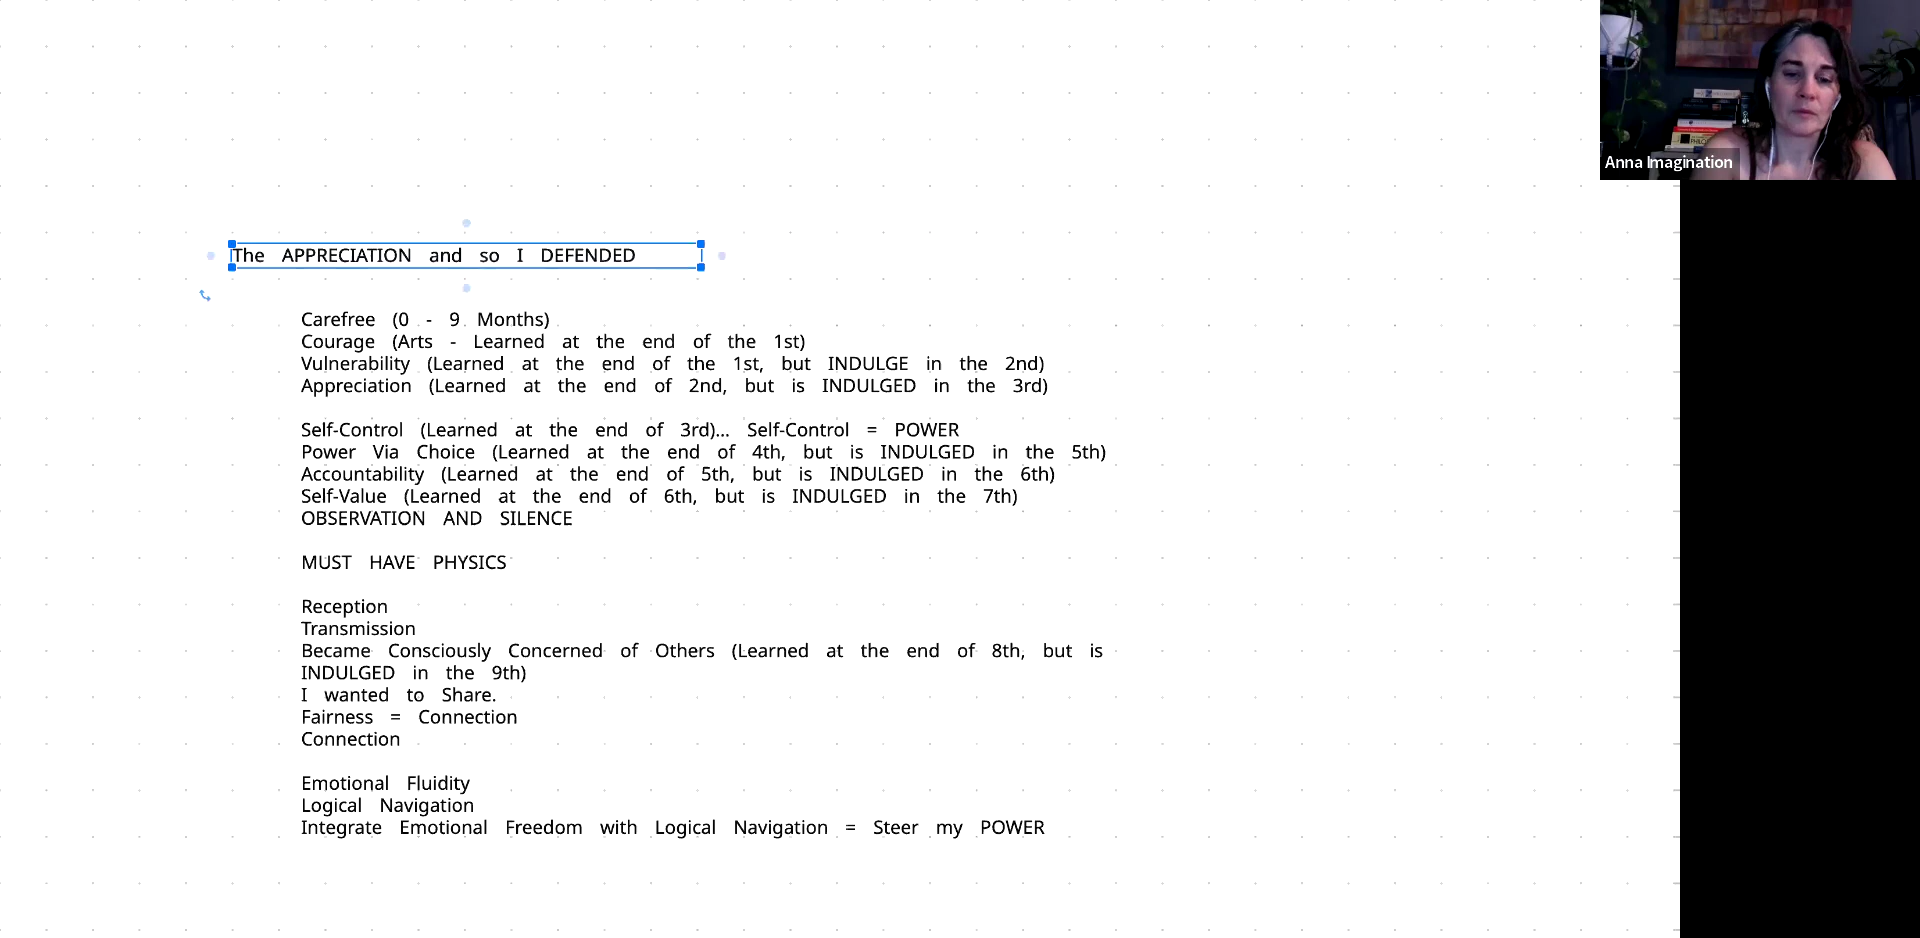 Anna Imagination
The APPRECIATION and so I DEFENDED
Carefree (0 - 9 Months)
Courage (Arts - Learned at the end of the 1st)
Vulnerability (Learned at the end of the 1st, but INDULGE in the 2nd)
Appreciation (Learned at the end of 2nd, but is INDULGED in the 3rd)
Self-Control (Learned at the end of 3rd)... Self-Control = POWER
Power Via Choice (Learned at the end of 4th, but is INDULGED in the 5th)
Accountability (Learned at the end of 5th, but is INDULGED in the 6th)
Self-Value (Learned at the end of 6th, but is INDULGED in the 7th)
OBSERVATION AND SILENCE
MUST HAVE PHYSICS
Reception
Transmission
Became Consciously Concerned of Others (Learned at the end of 8th, but is
INDULGED in the 9th)
I wanted to Share.
Fairness = Connection
Connection
Emotional Fluidity
Logical Navigation
Integrate Emotional Freedom with Logical Navigation = Steer my POWER